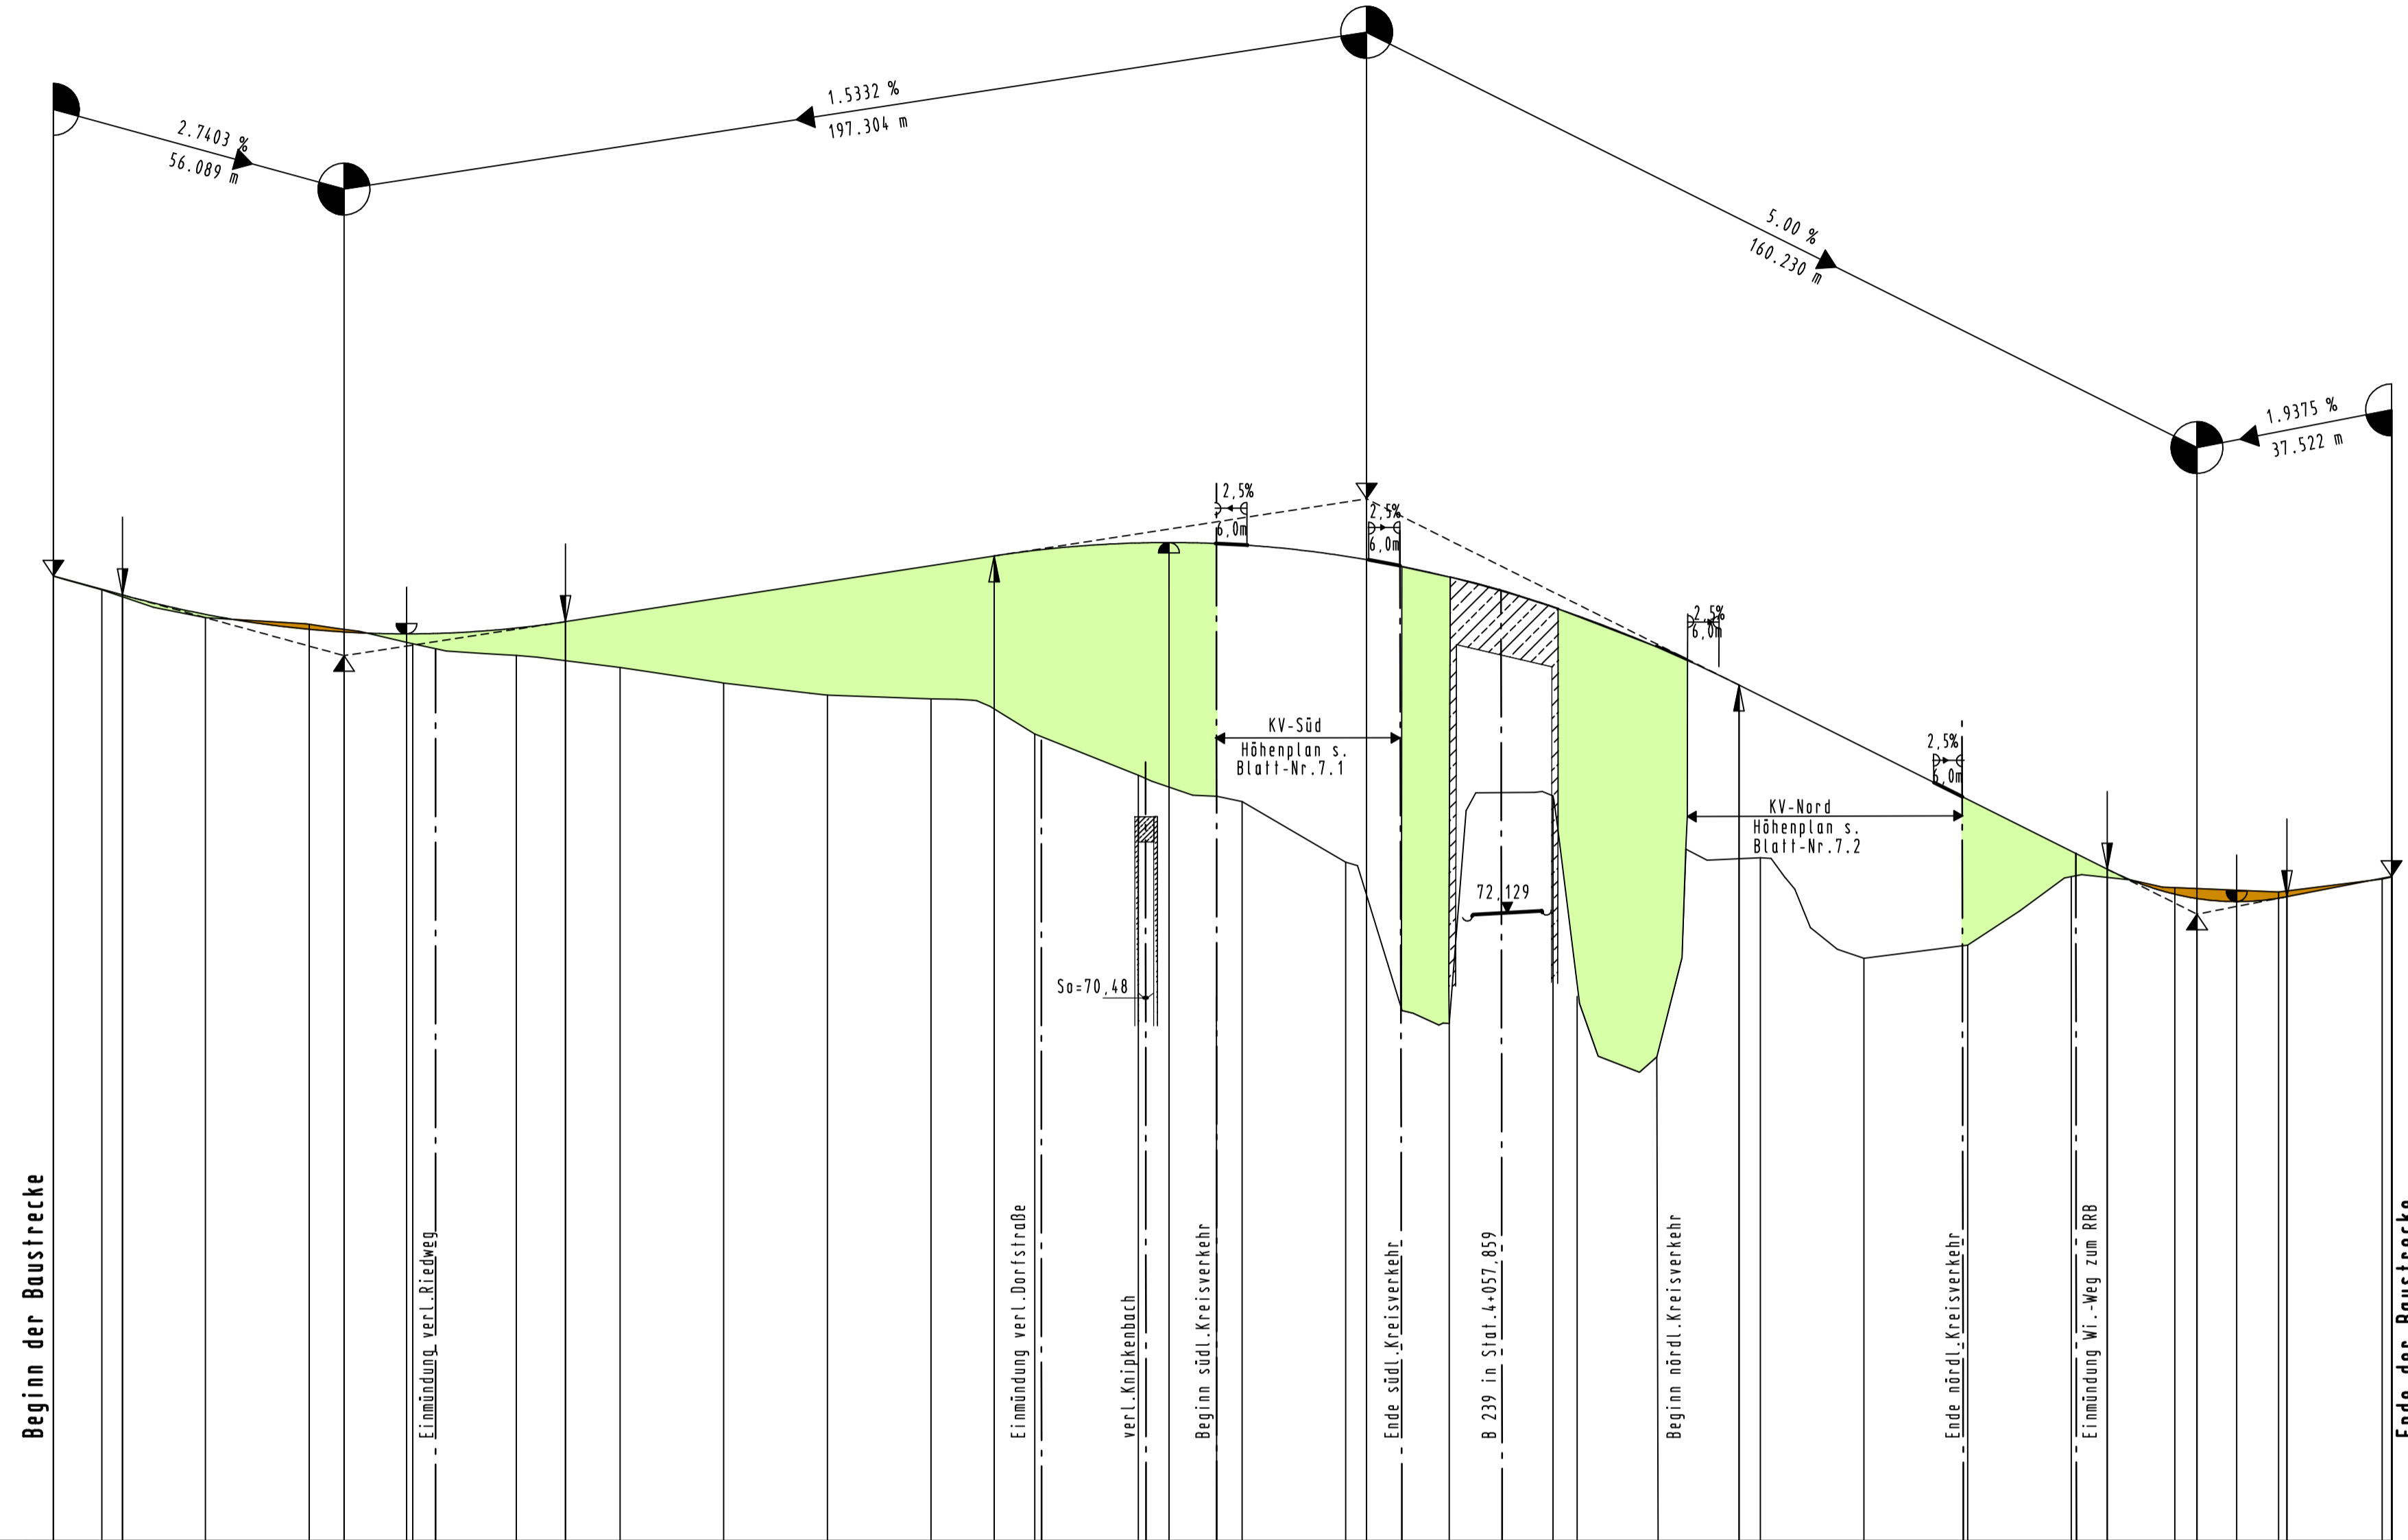 2.7403 %
56.089 m
1.5332 %
197.304 m
5.00 %
160.230 m
1.9375 %
37.522 m
2,5%
6,0m
2,5%
6,0m
2,5%
6,0m
2,5%
6,0m
KV-Süd
Höhenplan s.
Blatt-Nr.7.1
KV-Nord
Höhenplan s.
Blatt-Nr.7.2
72,129
So=70,48
Beginn der Baustrecke
Einmündung verl.Riedweg
Einmündung verl.Dorfstraße
verl.Knipkenbach
Beginn südl.Kreisverkehr
Ende südl.Kreisverkehr
B 239 in Stat.4+057,859
Beginn nördl.Kreisverkehr
Ende nördl.Kreisverkehr
Einmündung Wi.-Weg zum RRB
Ende der Baustrecke